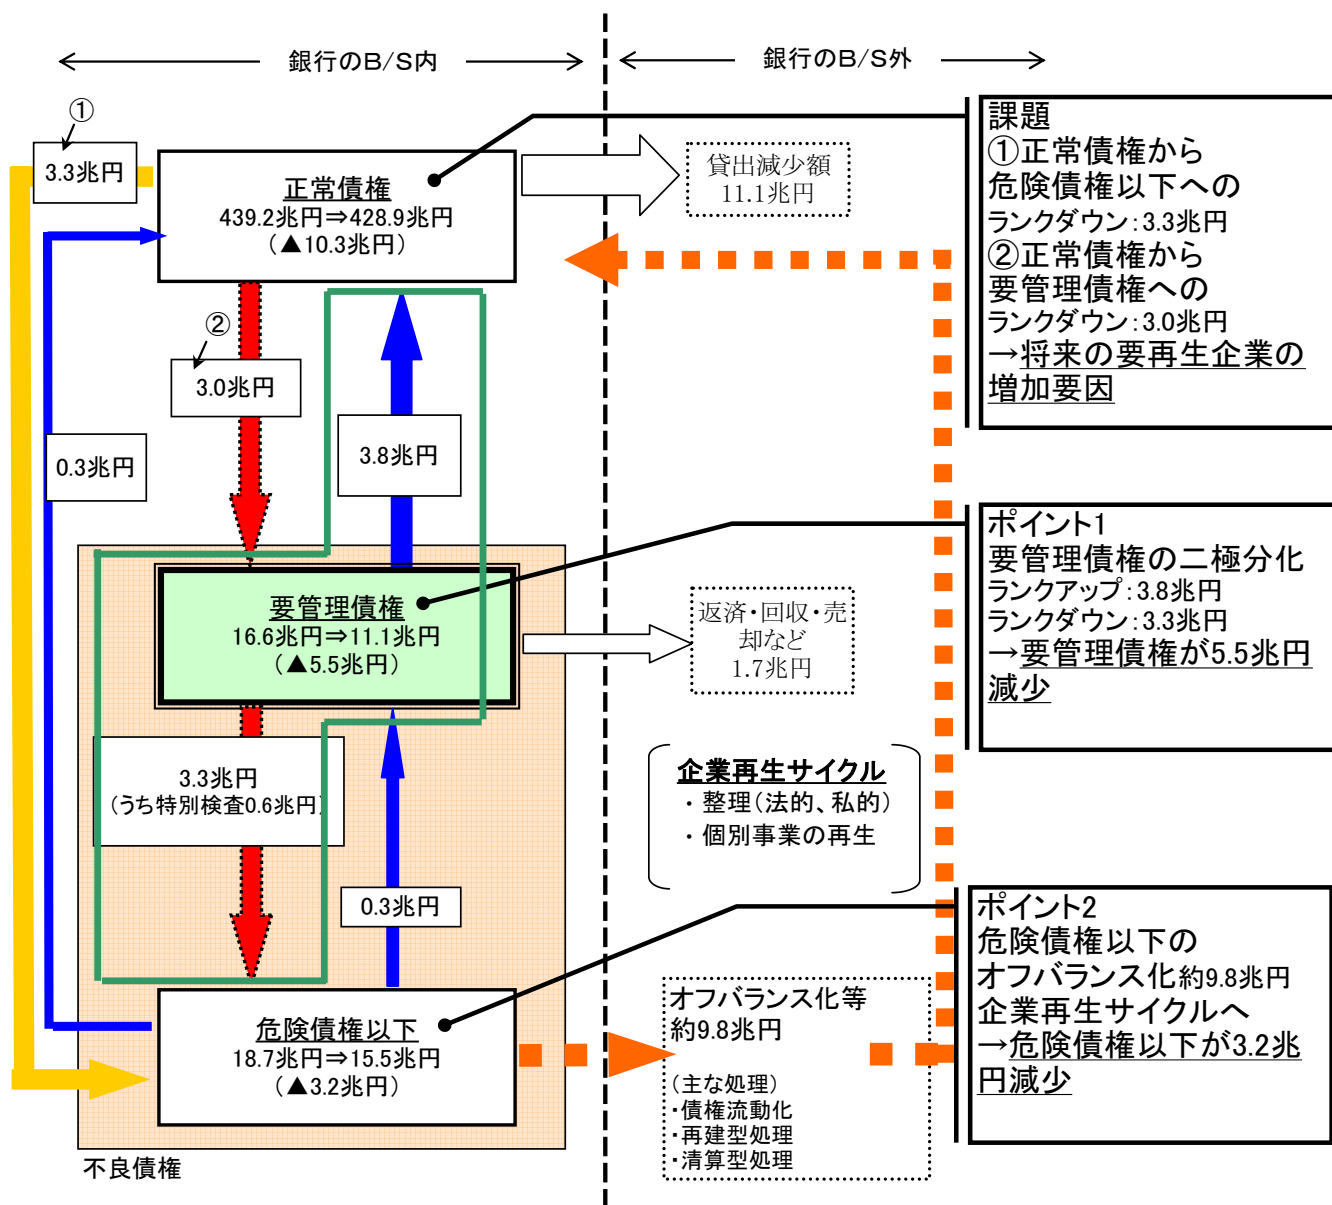 銀行のB/S内
銀行のB/S外
①
3.3兆円
正常債権
439.2兆円⇒428.9兆円
(▲10.3兆円)
貸出減少額
11.1兆円
課題
①正常債権から
危険債権以下への
ランクダウン:3.3兆円
②正常債権から
要管理債権への
ランクダウン:3.0兆円
→将来の要再生企業の
増加要因
②
3.0兆円
3.8兆円
0.3兆円
要管理債権
16.6兆円⇒11.1兆円
(▲5.5兆円)
返済・回収・売
却など
1.7兆円
ポイント1
要管理債権の二極分化
ランクアップ:3.8兆円
ランクダウン:3.3兆円
→要管理債権が5.5兆円
減少
3.3兆円
(うち特別検査0.6兆円)
企業再生サイクル
・整理(法的、私的)
・個別事業の再生
0.3兆円
危険債権以下
18.7兆円⇒15.5兆円
(▲3.2兆円)
オフバランス化等
約9.8兆円
(主な処理)
・債権流動化
・再建型処理
・清算型処理
ポイント2
危険債権以下の
オフバランス化約9.8兆円
企業再生サイクルへ
→危険債権以下が3.2兆
円減少
不良債権